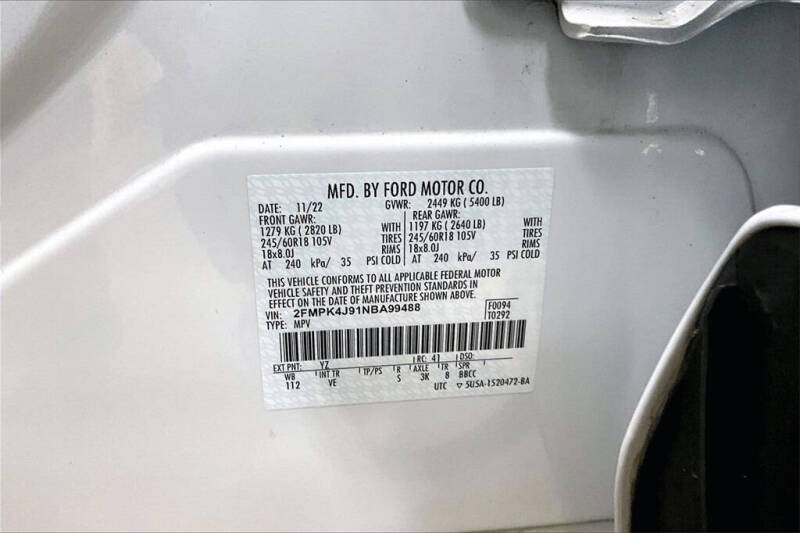 MFD. BY FORD MOTOR CO.
DATE: 11/22 GVWR: 2449 KG ( 5400 LB)
FRONT GAWR: REAR GAWR:
1279 KG ( 2820 LB) WITH 1197 KG ( 2640 LB) WITH
245/60R18 105V TIRES 245/60R18 105V TIRES
18x8.0J RIMS 18x8.0J RIMS
AT 240 kPa/ 35 PSI COLD AT 240 kPa/ 35 PSI COLD
THIS VEHICLE CONFORMS TO ALL APPLICABLE FEDERAL MOTOR
VEHICLE SAFETY AND THEFT PREVENTION STANDARDS IN
EFFECT ON THE DATE OF MANUFACTURE SHOWN ABOVE.
VIN: 2FMPK4J91NBA99488 F0094
TYPE: MPV T0292
EXT PNT: YZ RC: 41 DSO:
WB INT TR TP/PS R AXLE TR SPR
112 VE S 3K 8 BBCC
UTC ▽ 5U5A-1520472-BA